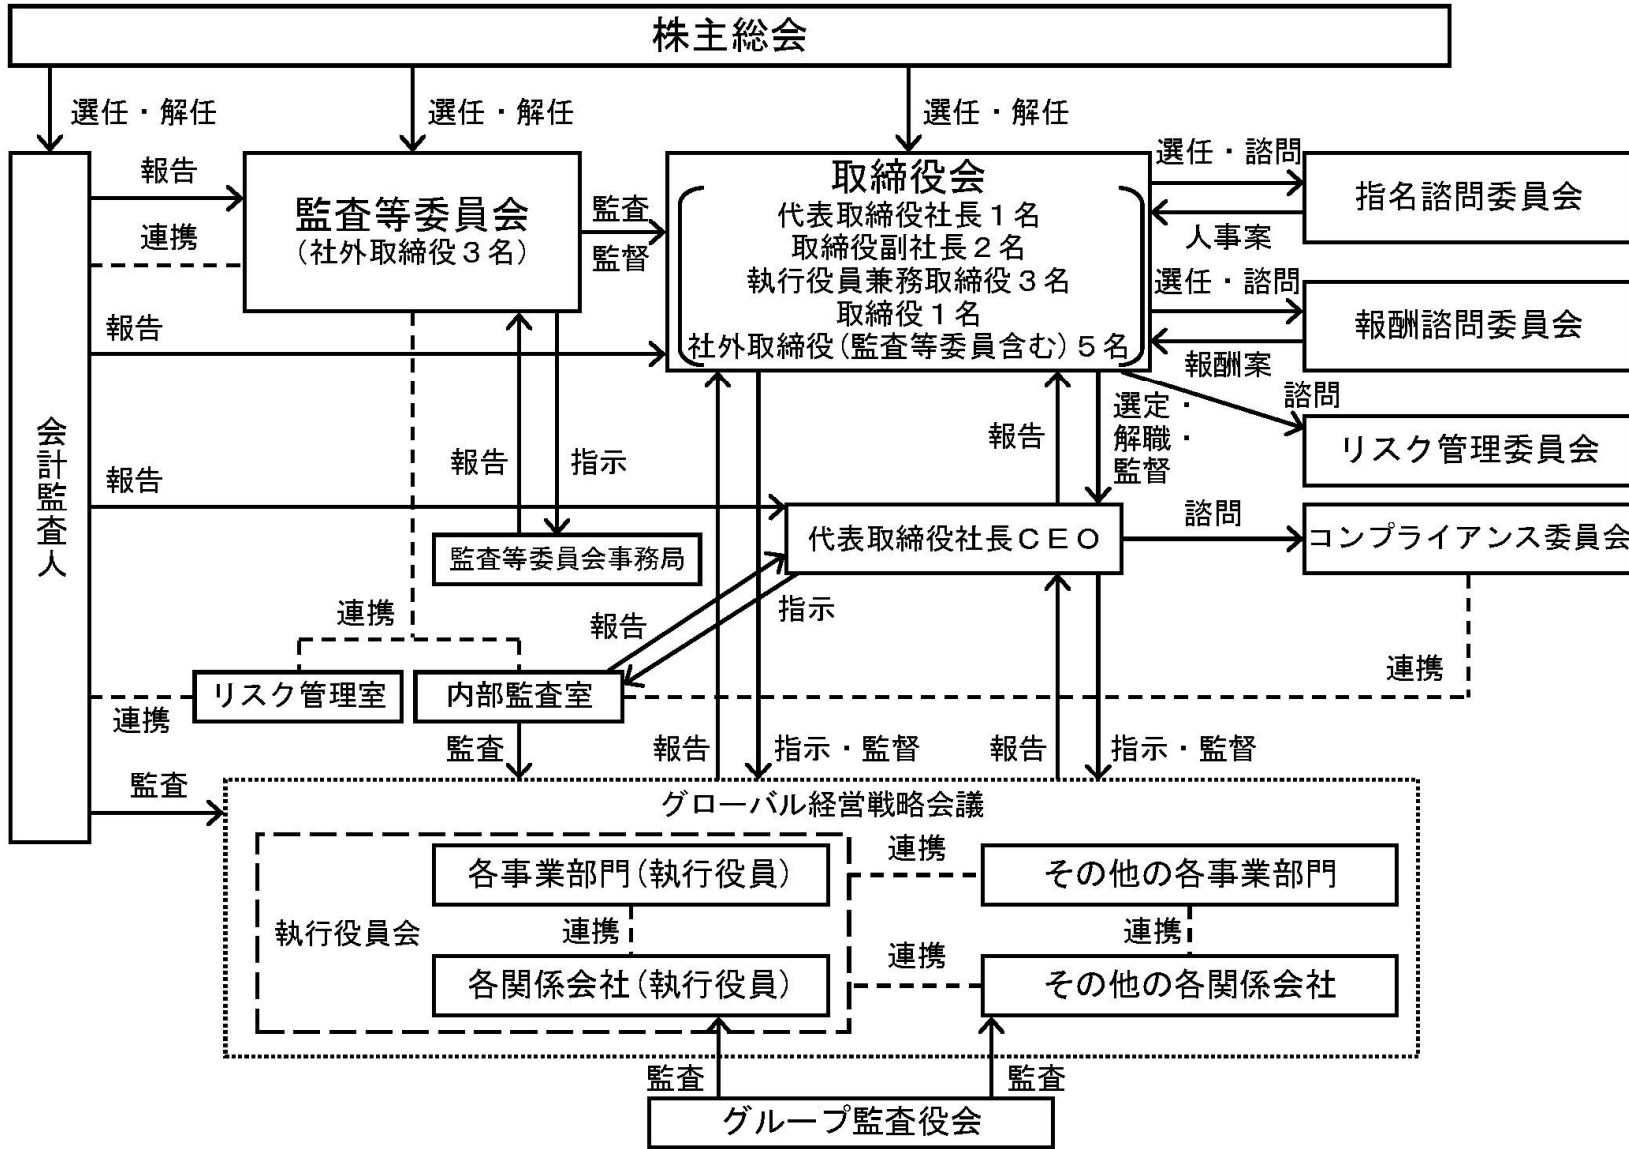 株主総会
選任・解任
選任・解任
選任・解任
報告
連携
監査等委員会
(社外取締役３名)
監査
監督
取締役会
代表取締役社長１名
取締役副社長２名
執行役員兼務取締役３名
取締役１名
社外取締役(監査等委員含む)５名
選任・諮問
人事案
指名諮問委員会
選任・諮問
報酬案
報酬諮問委員会
諮問
リスク管理委員会
報告
会計監査人
報告
報告
指示
監査等委員会事務局
報告
選定・
解職・
監督
代表取締役社長ＣＥＯ
諮問
コンプライアンス委員会
報告
指示
連携
連携
連携
リスク管理室
内部監査室
監査
監査
報告
指示・監督
報告
指示・監督
グローバル経営戦略会議
執行役員会
各事業部門(執行役員)
連携
各関係会社(執行役員)
連携
連携
その他の各事業部門
連携
その他の各関係会社
監査
監査
グループ監査役会